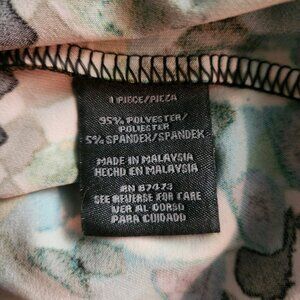 1 PIECE/PIEZA
95% POLYESTER/
POLIESTER
5% SPANDEX/SPANDEX
MADE IN MALAYSIA
HECHO EN MALAYSIA
RN 87473
SEE REVERSE FOR CARE
VER AL DORSO
PARA CUIDADO